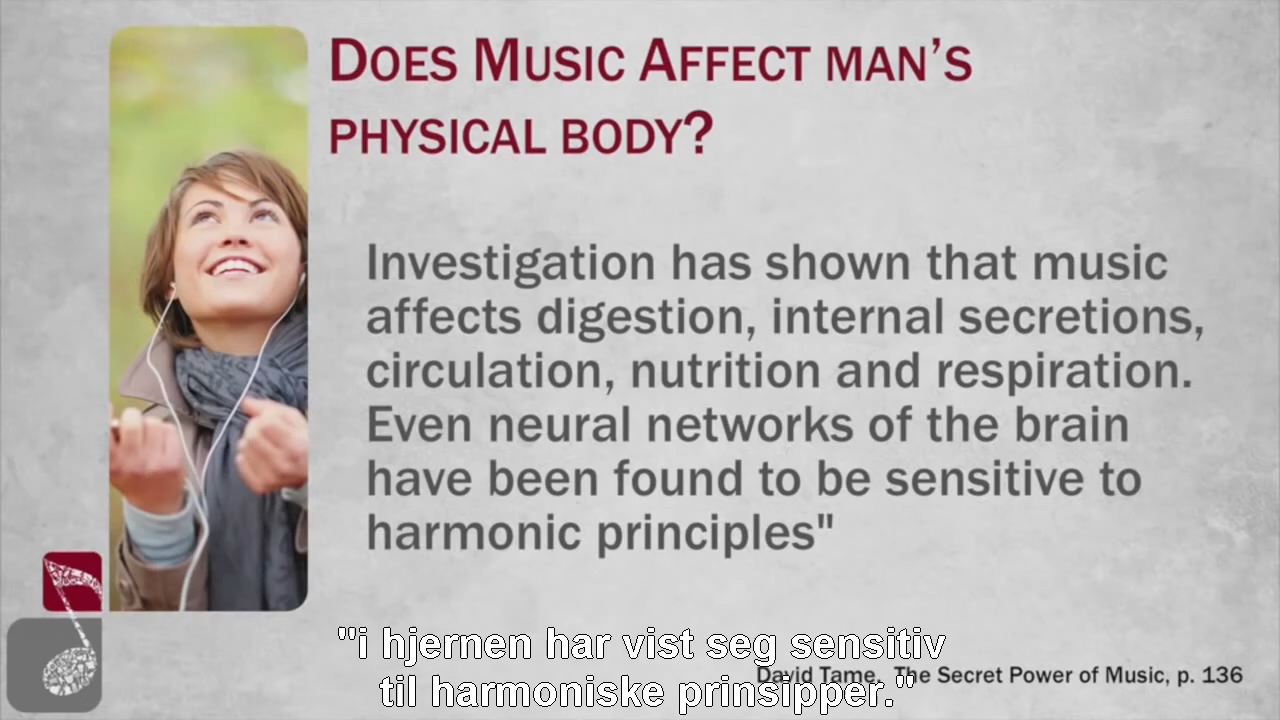 DOES MUSIC AFFECT MAN'S
PHYSICAL BODY?
Investigation has shown that music
affects digestion, internal secretions,
circulation, nutrition and respiration.
Even neural networks of the brain
have been found to be sensitive to
harmonic principles"
"i hjernen har vist seg sensitiv
David Tame, The Secret Power of Music, p. 136
til harmoniske prinsipper."